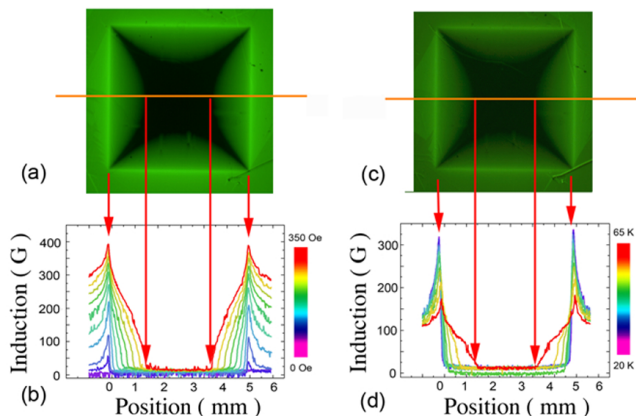 (a)
(c)
350 Oe
0 Oe
400
300
200
100
0
Induction ( G )
0 1 2 3 4 5 6
Position ( mm )
(b)
65 K
20 K
300
200
100
0
Induction ( G )
0 1 2 3 4 5 6
Position ( mm )
(d)